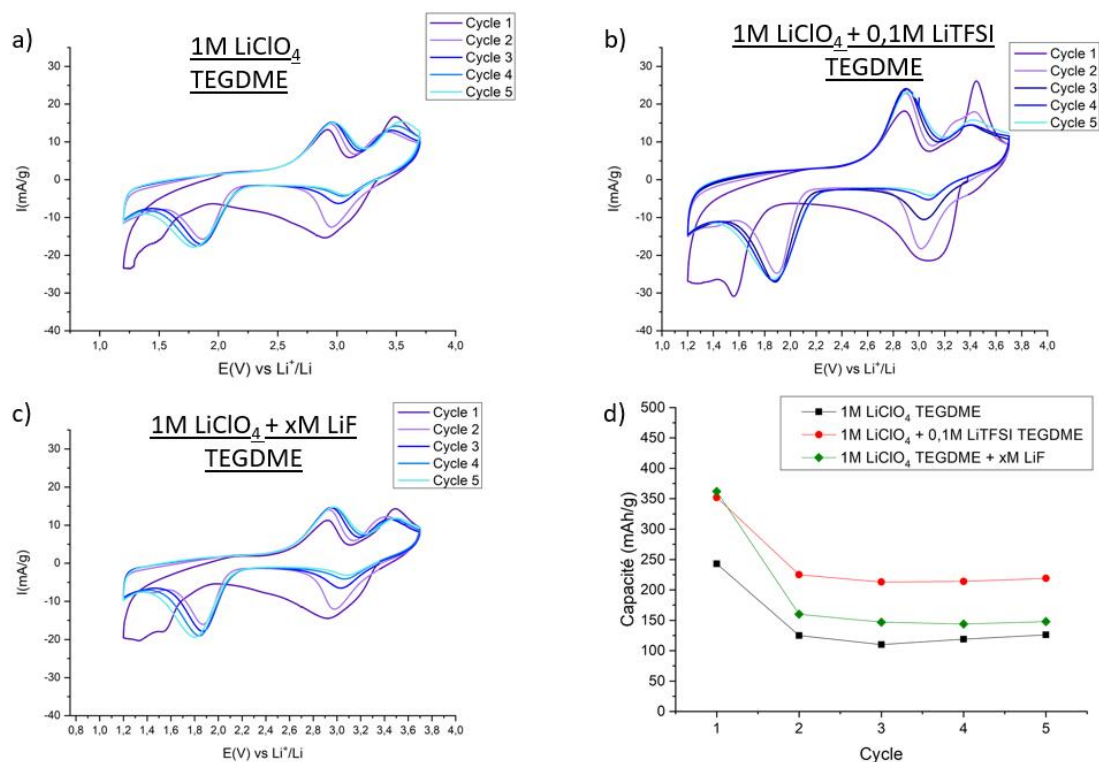 a)
1M LiClO4
TEGDME
Cycle 1
Cycle 2
Cycle 3
Cycle 4
Cycle 5
I(mA/g)
30
20
10
0
-10
-20
-30
-40
1,0
1,5
2,0
2,5
3,0
3,5
4,0
E(V) vs Li+/Li
b)
1M LiClO4 + 0,1M LiTFSI
TEGDME
Cycle 1
Cycle 2
Cycle 3
Cycle 4
Cycle 5
I(mA/g)
30
20
10
0
-10
-20
-30
-40
1,0
1,2
1,4
1,6
1,8
2,0
2,2
2,4
2,6
2,8
3,0
3,2
3,4
3,6
3,8
4,0
E(V) vs Li+/Li
c)
1M LiClO4 + xM LiF
TEGDME
Cycle 1
Cycle 2
Cycle 3
Cycle 4
Cycle 5
I(mA/g)
30
20
10
0
-10
-20
-30
-40
0,8
1,0
1,2
1,4
1,6
1,8
2,0
2,2
2,4
2,6
2,8
3,0
3,2
3,4
3,6
3,8
4,0
E(V) vs Li+/Li
d)
1M LiClO4 TEGDME
1M LiClO4 + 0,1M LiTFSI TEGDME
1M LiClO4 TEGDME + xM LiF
Capacité (mAh/g)
500
450
400
350
300
250
200
150
100
50
0
1
2
3
4
5
Cycle